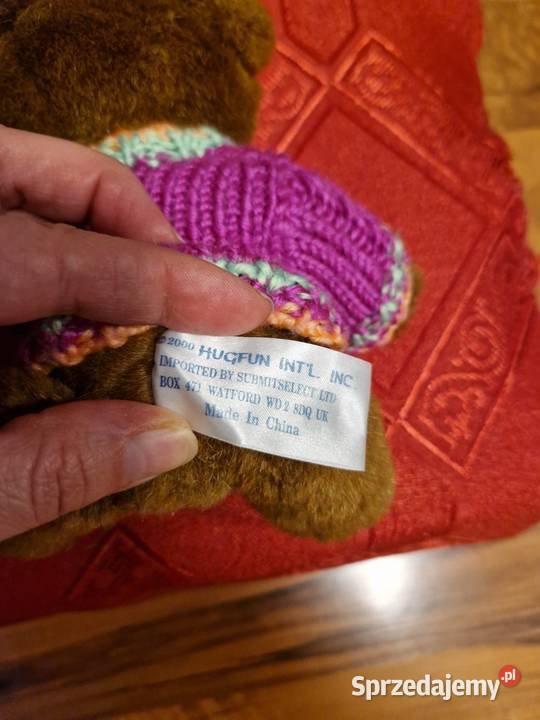 © 2000 HUGFUN INT'L. INC
IMPORTED BY SUBMITSELECT LTD
BOX 471 WATFORD WD2 8DQ UK
Made In China
Sprzedajemy.pl